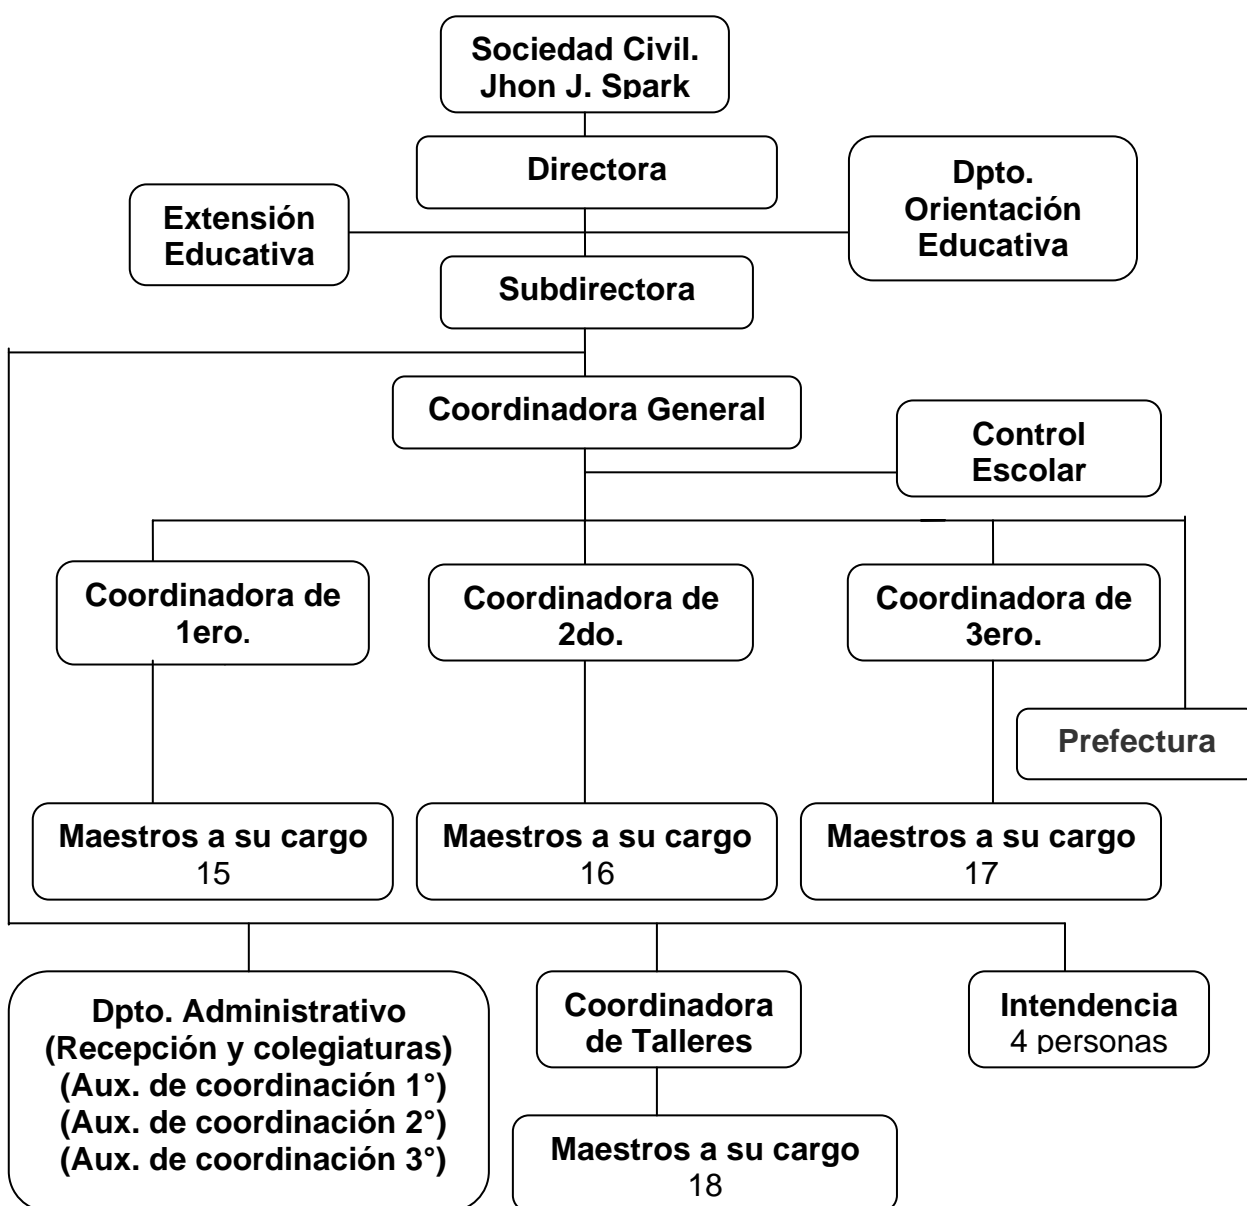 Sociedad Civil.
Jhon J. Spark
Directora
Dpto.
Orientación
Educativa
Extensión
Educativa
Subdirectora
Coordinadora General
Control
Escolar
Coordinadora de
1ero.
Coordinadora de
2do.
Coordinadora de
3ero.
Prefectura
Maestros a su cargo
15
Maestros a su cargo
16
Maestros a su cargo
17
Dpto. Administrativo
(Recepción y colegiaturas)
(Aux. de coordinación 1°)
(Aux. de coordinación 2°)
(Aux. de coordinación 3°)
Coordinadora
de Talleres
Intendencia
4 personas
Maestros a su cargo
18